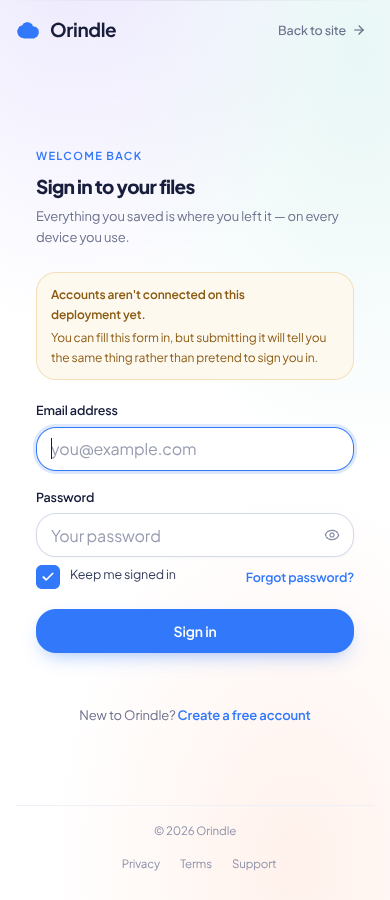 Orindle
Back to site
WELCOME BACK
Sign in to your files
Everything you saved is where you left it — on every
device you use.
Accounts aren't connected on this
deployment yet.
You can fill this form in, but submitting it will tell you
the same thing rather than pretend to sign you in.
Email address
you@example.com
Password
Your password
Keep me signed in
Forgot password?
Sign in
New to Orindle? Create a free account
© 2026 Orindle
Privacy Terms Support